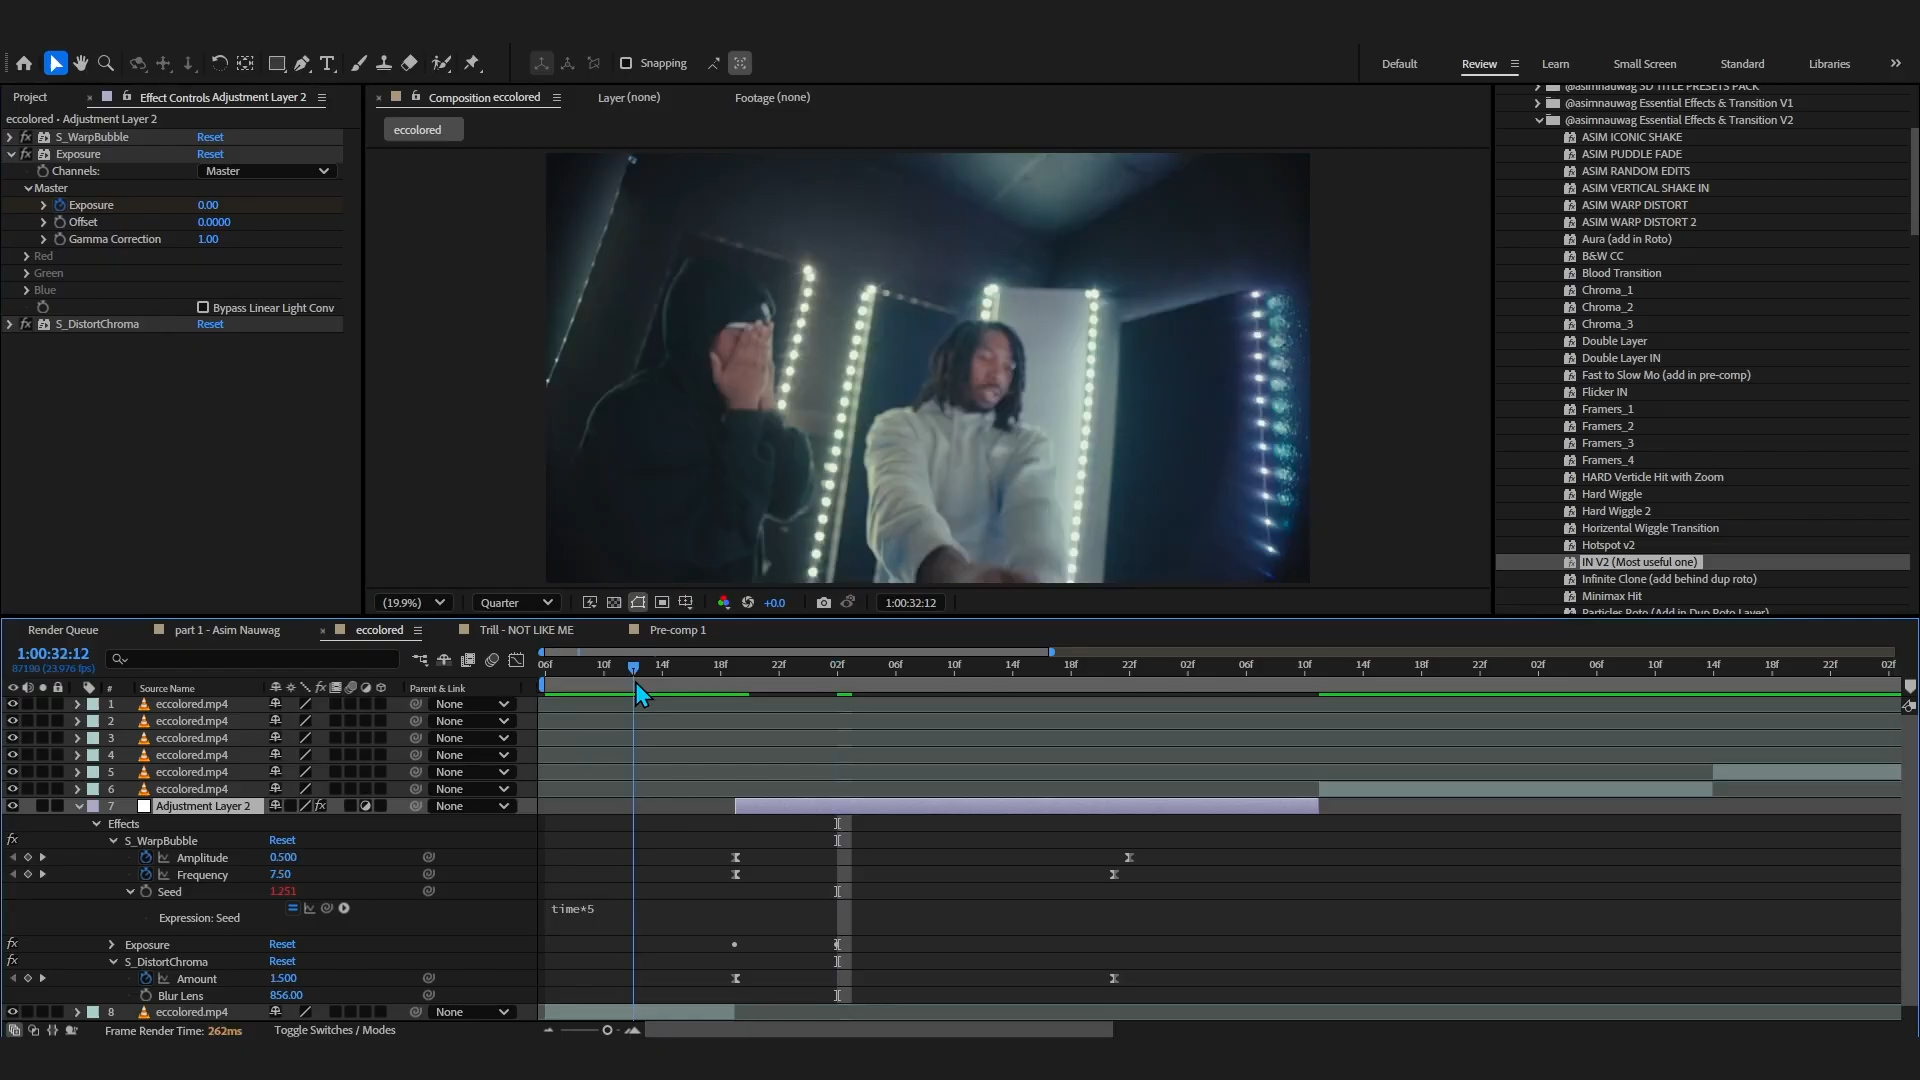 Snapping
Default
Review
Learn
Small Screen
Standard
Libraries
Project
Effect Controls Adjustment Layer 2
Composition eccolored
Layer (none)
Footage (none)
eccolored • Adjustment Layer 2
eccolored
S_WarpBubble Reset
Exposure Reset
Channels: Master
Master
Exposure 0.00
Offset 0.0000
Gamma Correction 1.00
Red
Green
Blue
Bypass Linear Light Conv
S_DistortChroma Reset
@asimnauwag 3D TITLE PRESETS PACK
@asimnauwag Essential Effects & Transition V1
@asimnauwag Essential Effects & Transition V2
ASIM ICONIC SHAKE
ASIM PUDDLE FADE
ASIM RANDOM EDITS
ASIM VERTICAL SHAKE IN
ASIM WARP DISTORT
ASIM WARP DISTORT 2
Aura (add in Roto)
B&W CC
Blood Transition
Chroma_1
Chroma_2
Chroma_3
Double Layer
Double Layer IN
Fast to Slow Mo (add in pre-comp)
Flicker IN
Framers_1
Framers_2
Framers_3
Framers_4
HARD Verticle Hit with Zoom
Hard Wiggle
Hard Wiggle 2
Horizental Wiggle Transition
Hotspot v2
IN V2 (Most useful one)
Infinite Clone (add behind dup roto)
Minimax Hit
Particles Roto (Add in Dup Roto Layer)
(19.9%) Quarter +0.0 1:00:32:12
Render Queue part 1 - Asim Nauwag eccolored Trill - NOT LIKE ME Pre-comp 1
1:00:32:12
87190 (23.976 fps)
06f 10f 14f 18f 22f 02f 06f 10f 14f 18f 22f 02f 06f 10f 14f 18f 22f 02f 06f 10f 14f 18f 22f 02f
# Source Name Parent & Link
1 eccolored.mp4 None
2 eccolored.mp4 None
3 eccolored.mp4 None
4 eccolored.mp4 None
5 eccolored.mp4 None
6 eccolored.mp4 None
7 Adjustment Layer 2 fx None
Effects
fx S_WarpBubble Reset
Amplitude 0.500
Frequency 7.50
Seed 1.251
Expression: Seed time*5
fx Exposure Reset
fx S_DistortChroma Reset
Amount 1.500
Blur Lens 856.00
8 eccolored.mp4 None
Frame Render Time: 262ms Toggle Switches / Modes